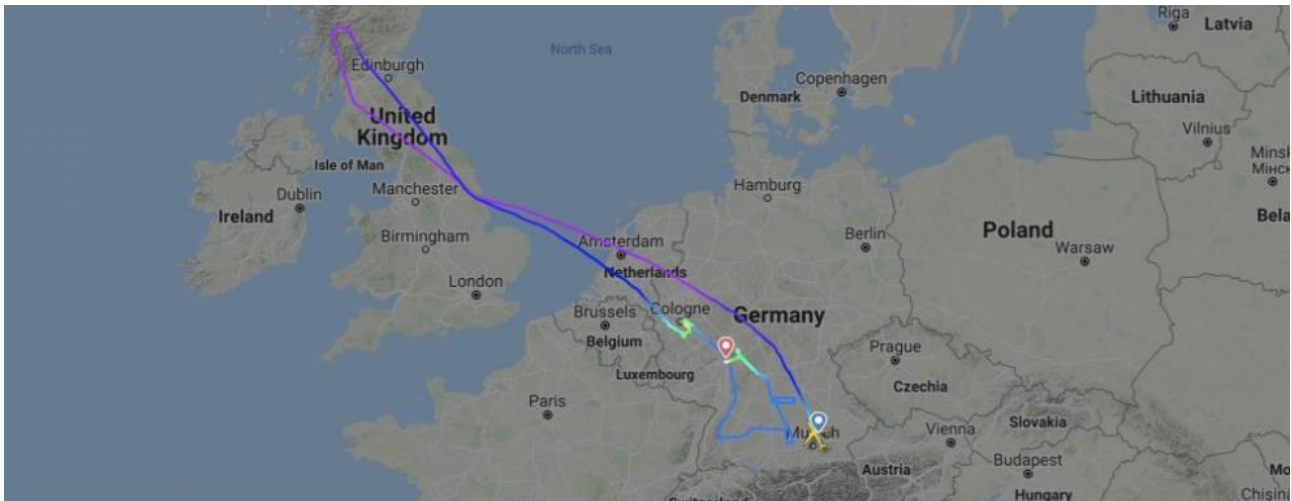 Riga
Latvia
North Sea
Edinburgh
Copenhagen
Denmark
Lithuania
United
Kingdom
Vilnius
Isle of Man
Minsk
Dublin
Manchester
Hamburg
Ireland
Bela
Birmingham
Amsterdam
Berlin
Poland
Warsaw
London
Netherlands
Brussels
Cologne
Germany
Belgium
Prague
Luxembourg
Czechia
Paris
Slovakia
Vienna
Austria
Budapest
Mo
Hungary